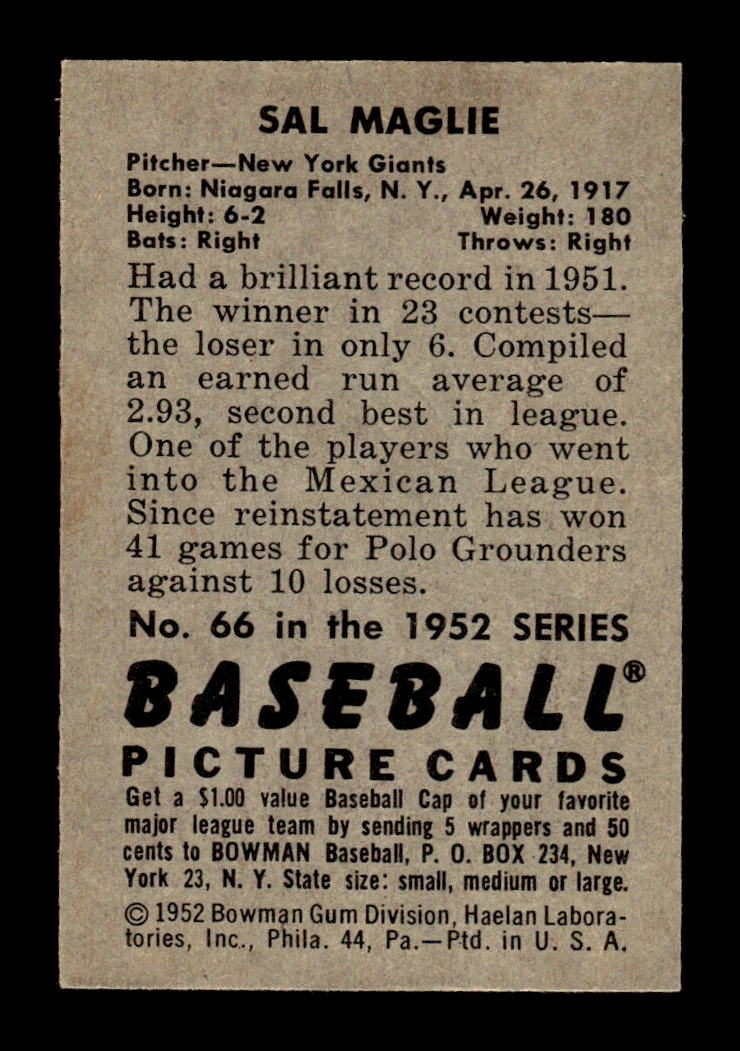 SAL MAGLIE
Pitcher—New York Giants
Born: Niagara Falls, N. Y., Apr. 26, 1917
Height: 6-2 Weight: 180
Bats: Right Throws: Right
Had a brilliant record in 1951.
The winner in 23 contests—
the loser in only 6. Compiled
an earned run average of
2.93, second best in league.
One of the players who went
into the Mexican League.
Since reinstatement has won
41 games for Polo Grounders
against 10 losses.
No. 66 in the 1952 SERIES
BASEBALL®
PICTURE CARDS
Get a $1.00 value Baseball Cap of your favorite
major league team by sending 5 wrappers and 50
cents to BOWMAN Baseball, P. O. BOX 234, New
York 23, N. Y. State size: small, medium or large.
© 1952 Bowman Gum Division, Haelan Labora-
tories, Inc., Phila. 44, Pa.—Ptd. in U. S. A.